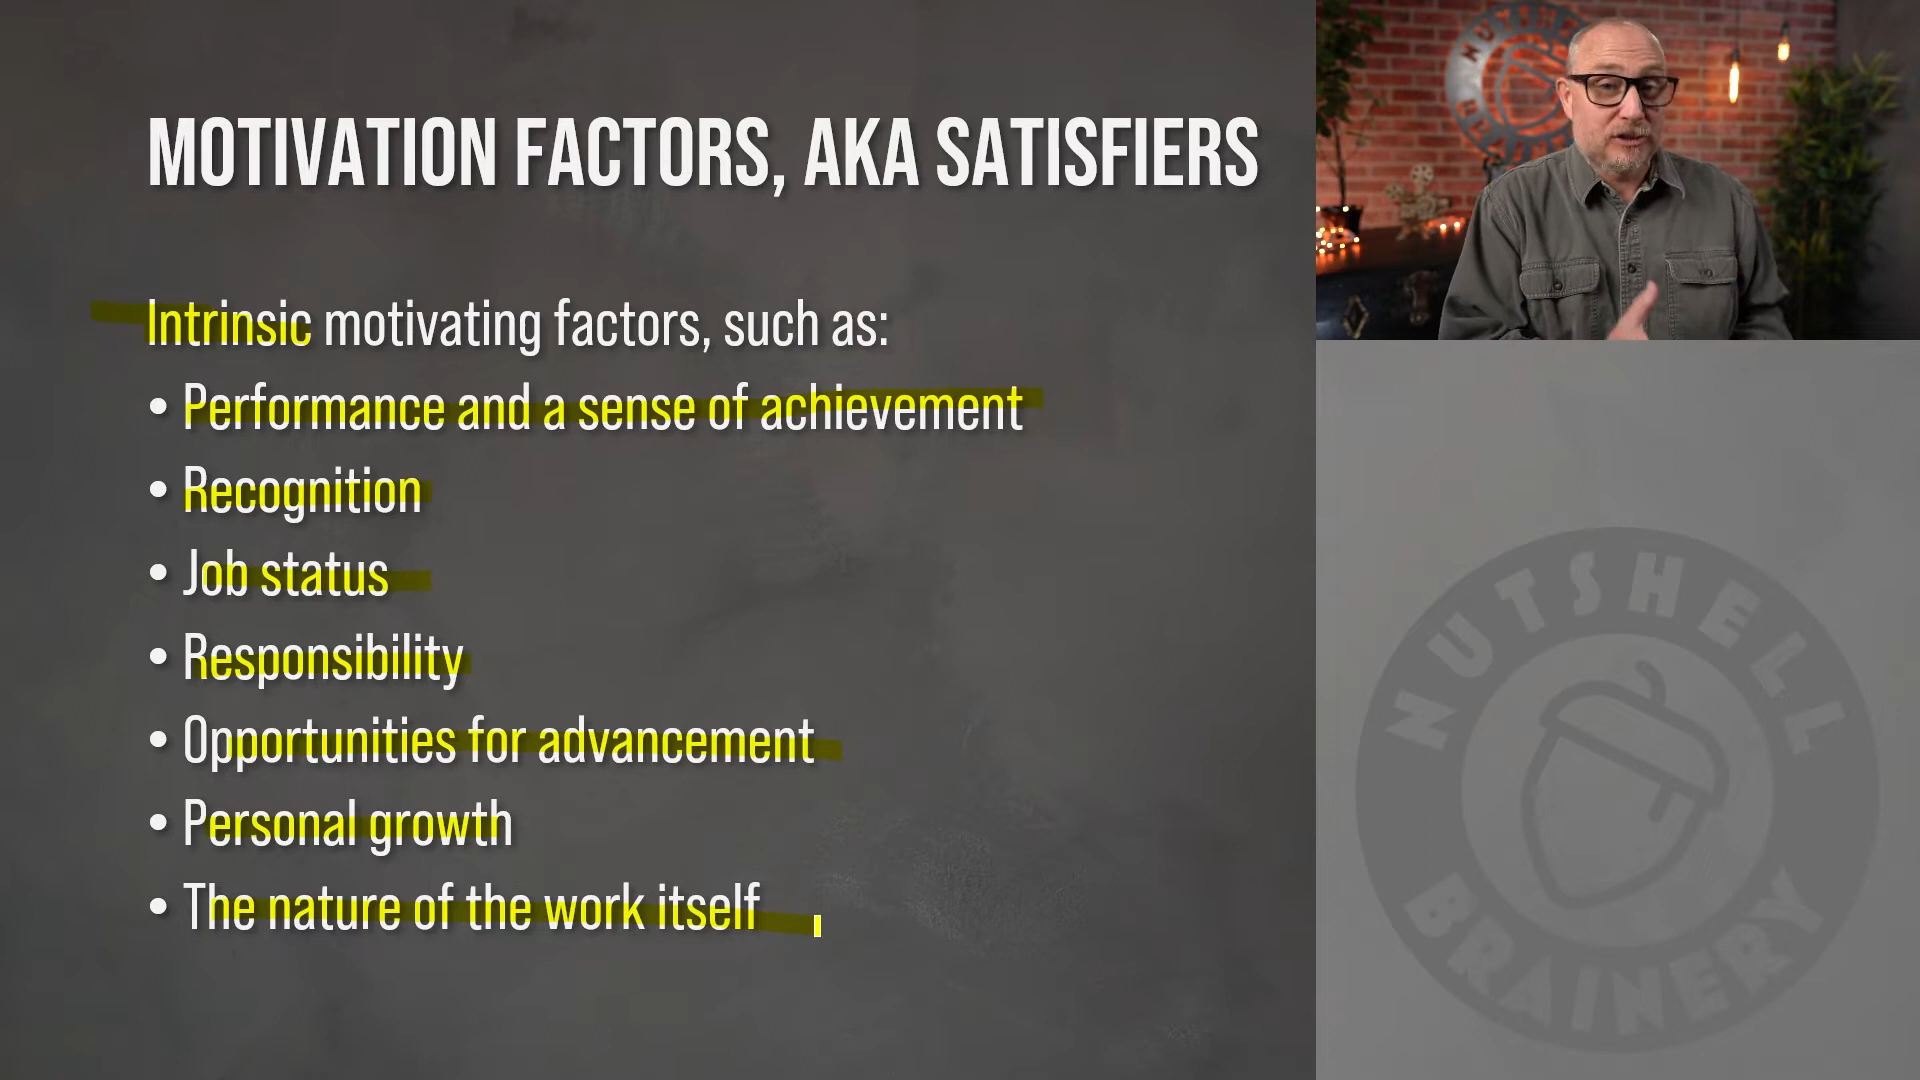 MOTIVATION FACTORS, AKA SATISFIERS
Intrinsic motivating factors, such as:
• Performance and a sense of achievement
• Recognition
• Job status
• Responsibility
• Opportunities for advancement
• Personal growth
• The nature of the work itself
NUTSHELL
BRAINERY